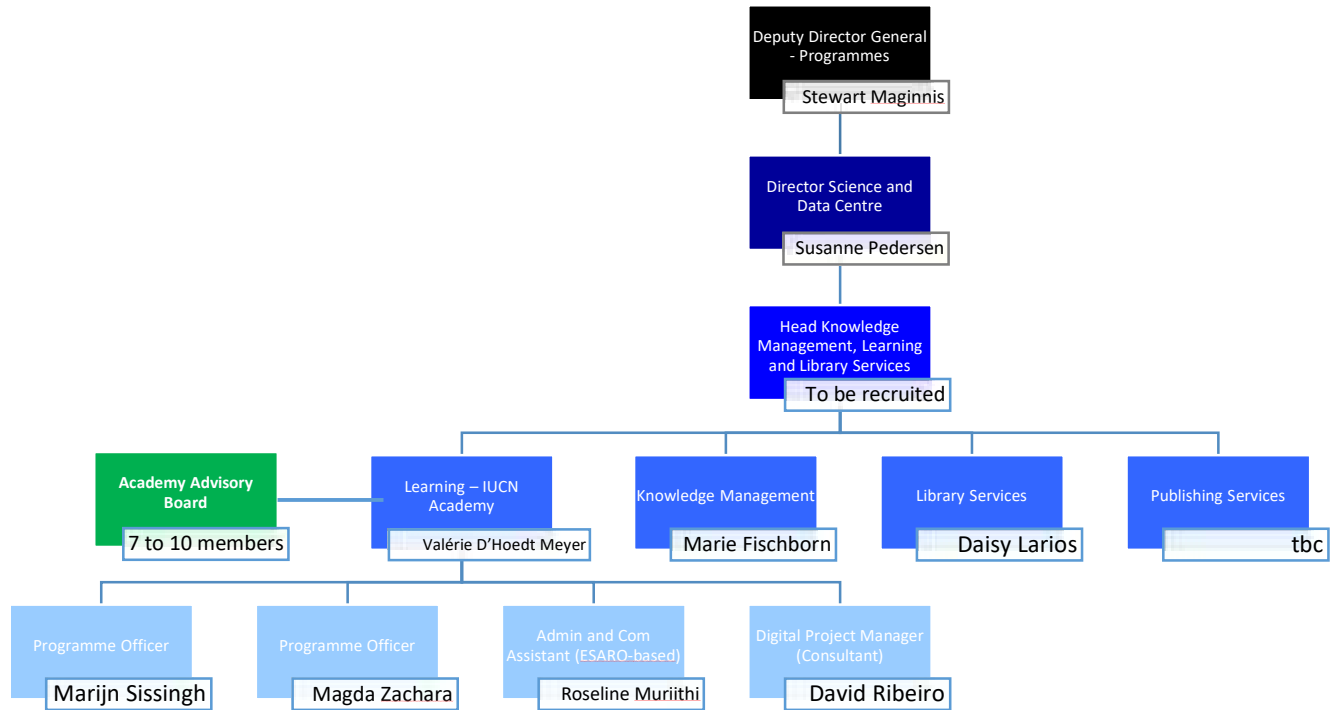 Deputy Director General
- Programmes
Stewart Maginnis
Director Science and
Data Centre
Susanne Pedersen
Head Knowledge
Management, Learning
and Library Services
To be recruited
Academy Advisory
Board
7 to 10 members
Learning – IUCN
Academy
Valérie D’Hoedt Meyer
Knowledge Management
Marie Fischborn
Library Services
Daisy Larios
Publishing Services
tbc
Programme Officer
Marijn Sissingh
Programme Officer
Magda Zachara
Admin and Com
Assistant (ESARO-based)
Roseline Muriithi
Digital Project Manager
(Consultant)
David Ribeiro